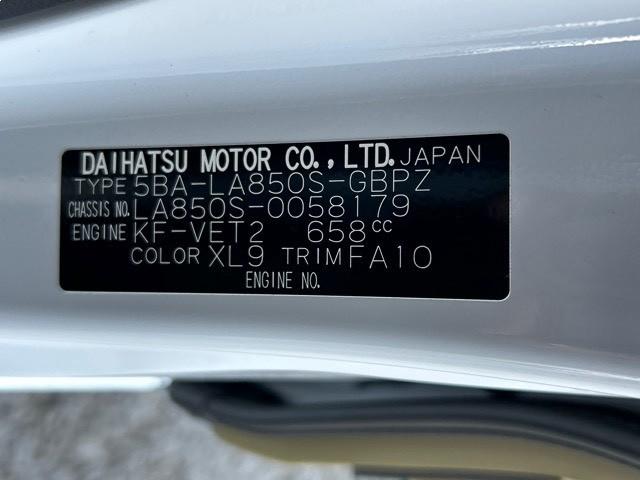 DAIHATSU MOTOR CO.,LTD.JAPAN
TYPE 5BA-LA850S-GBPZ
CHASSIS NO. LA850S-0058179
ENGINE KF-VET2 658cc
COLOR XL9 TRIM FA10
ENGINE NO.